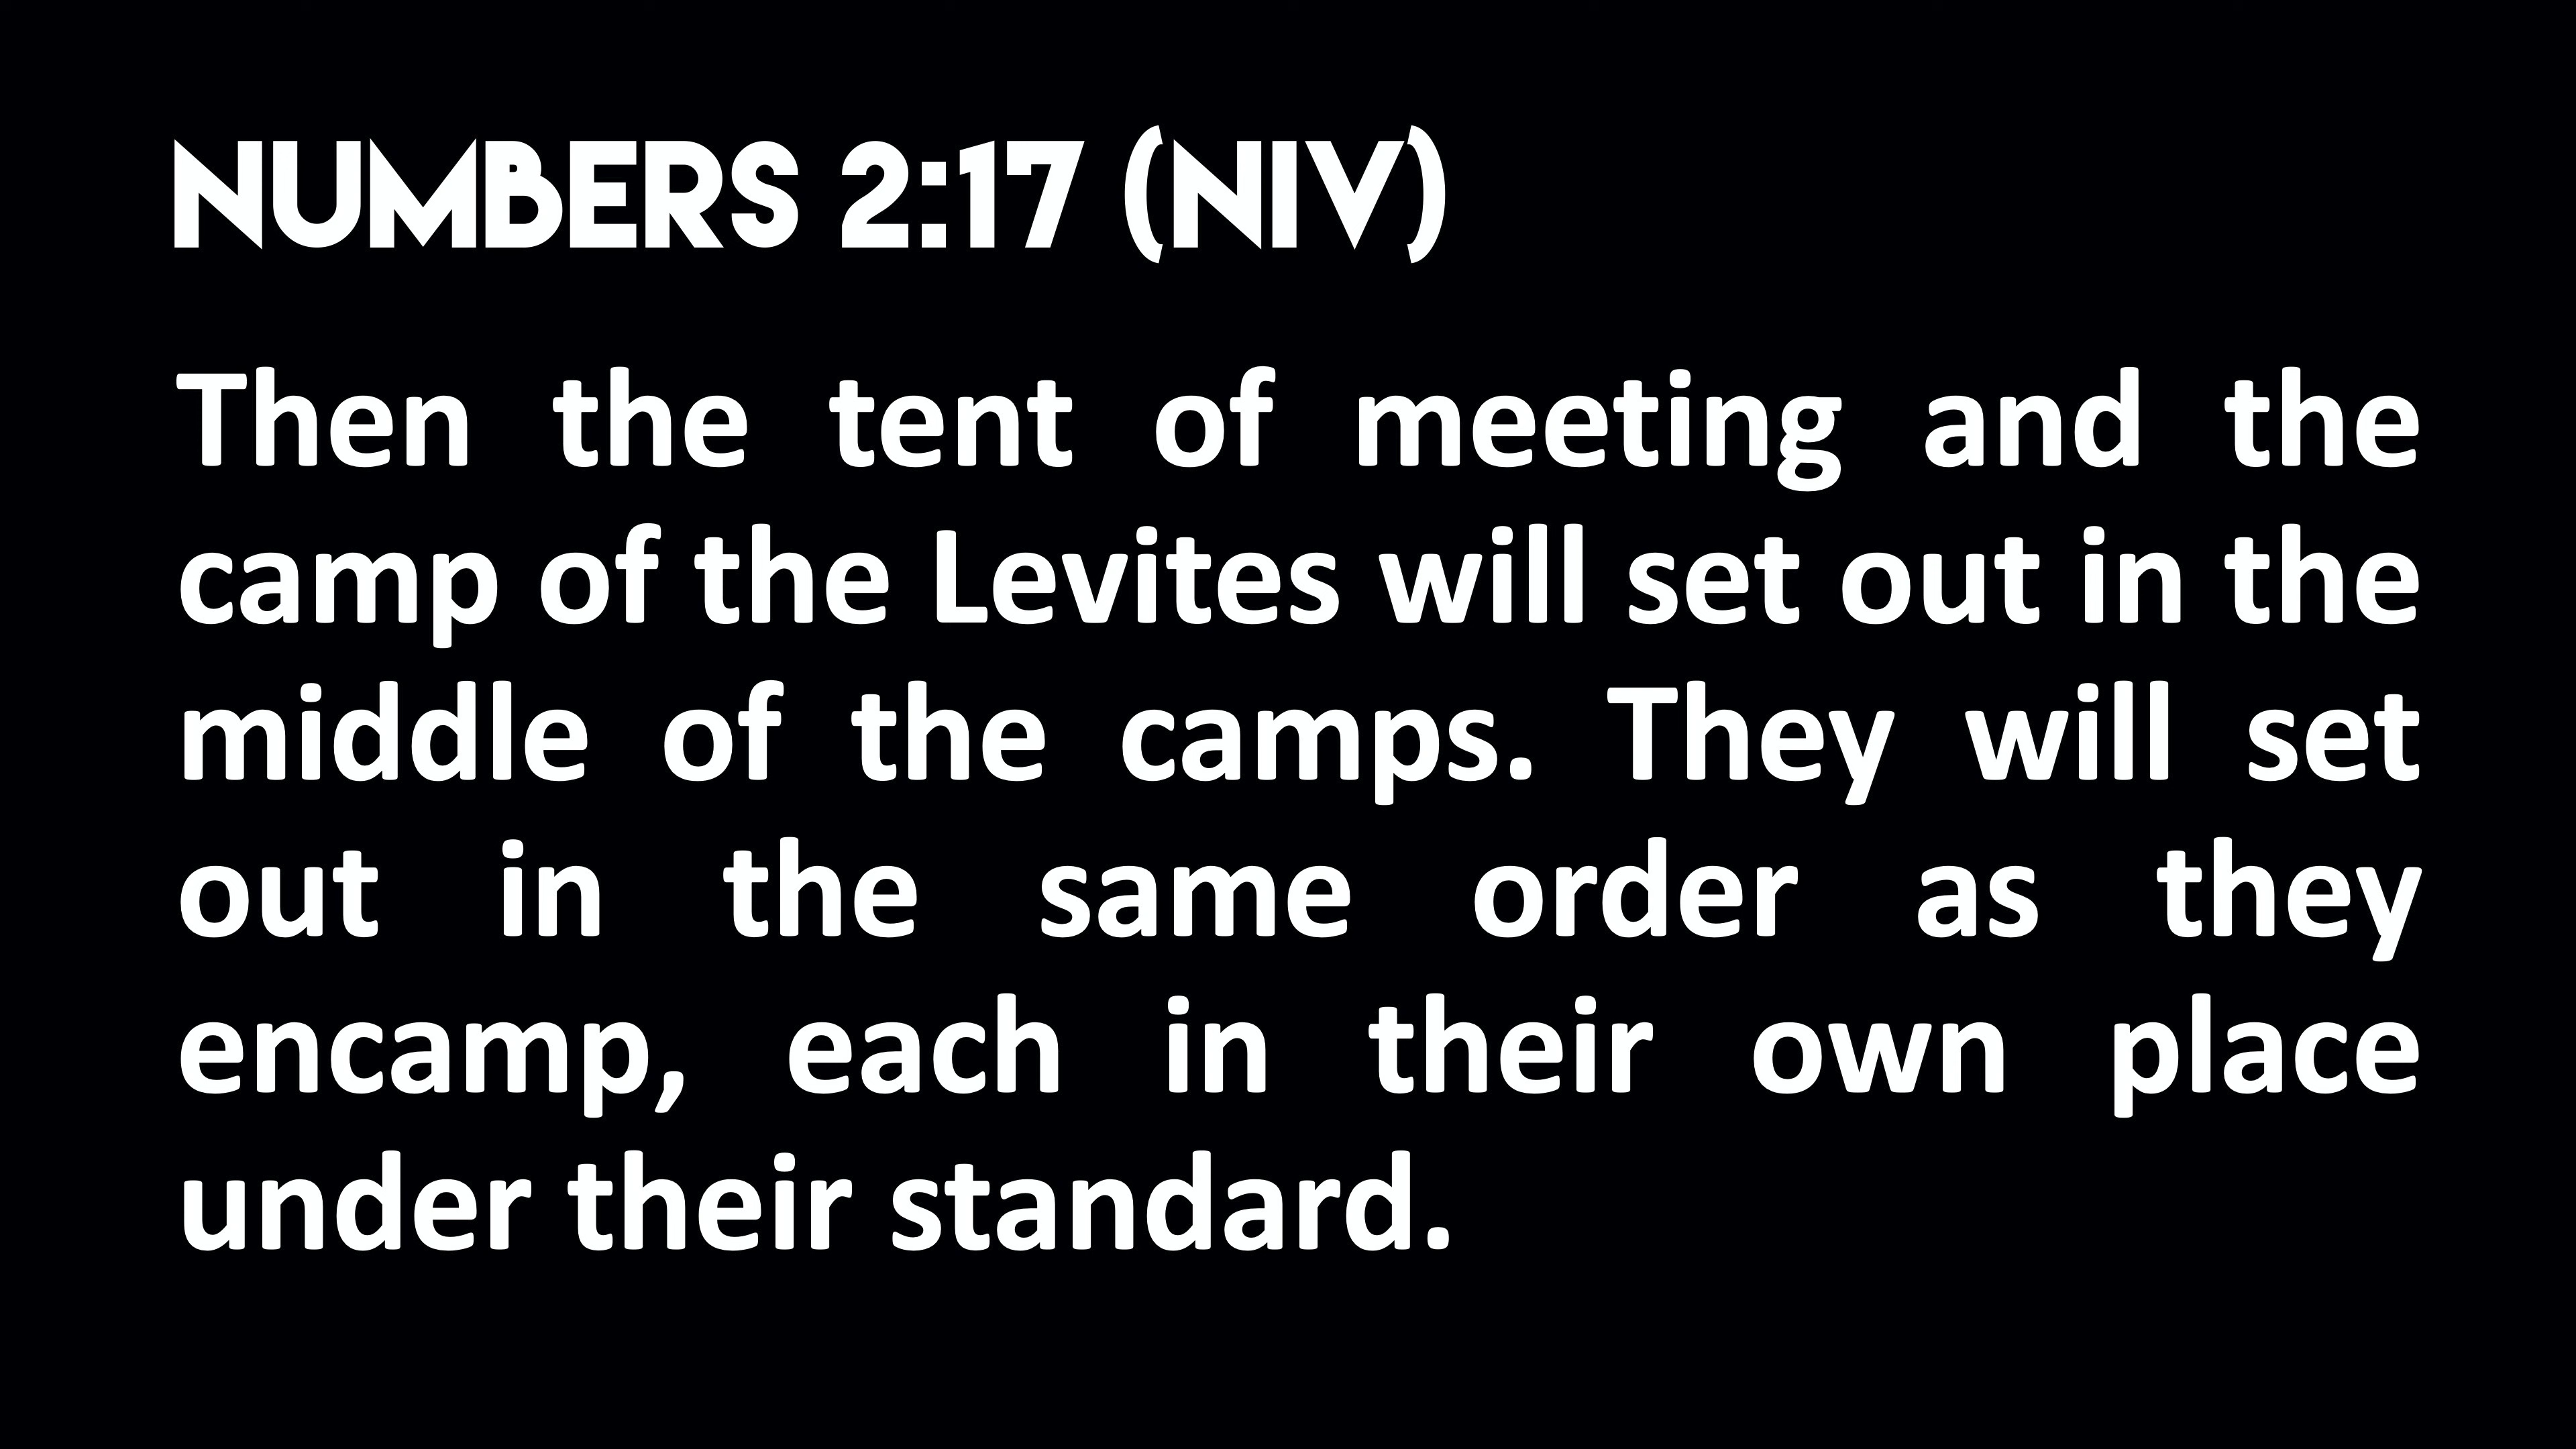 NUMBERS 2:17 (NIV)
Then the tent of meeting and the
camp of the Levites will set out in the
middle of the camps. They will set
out in the same order as they
encamp, each in their own place
under their standard.